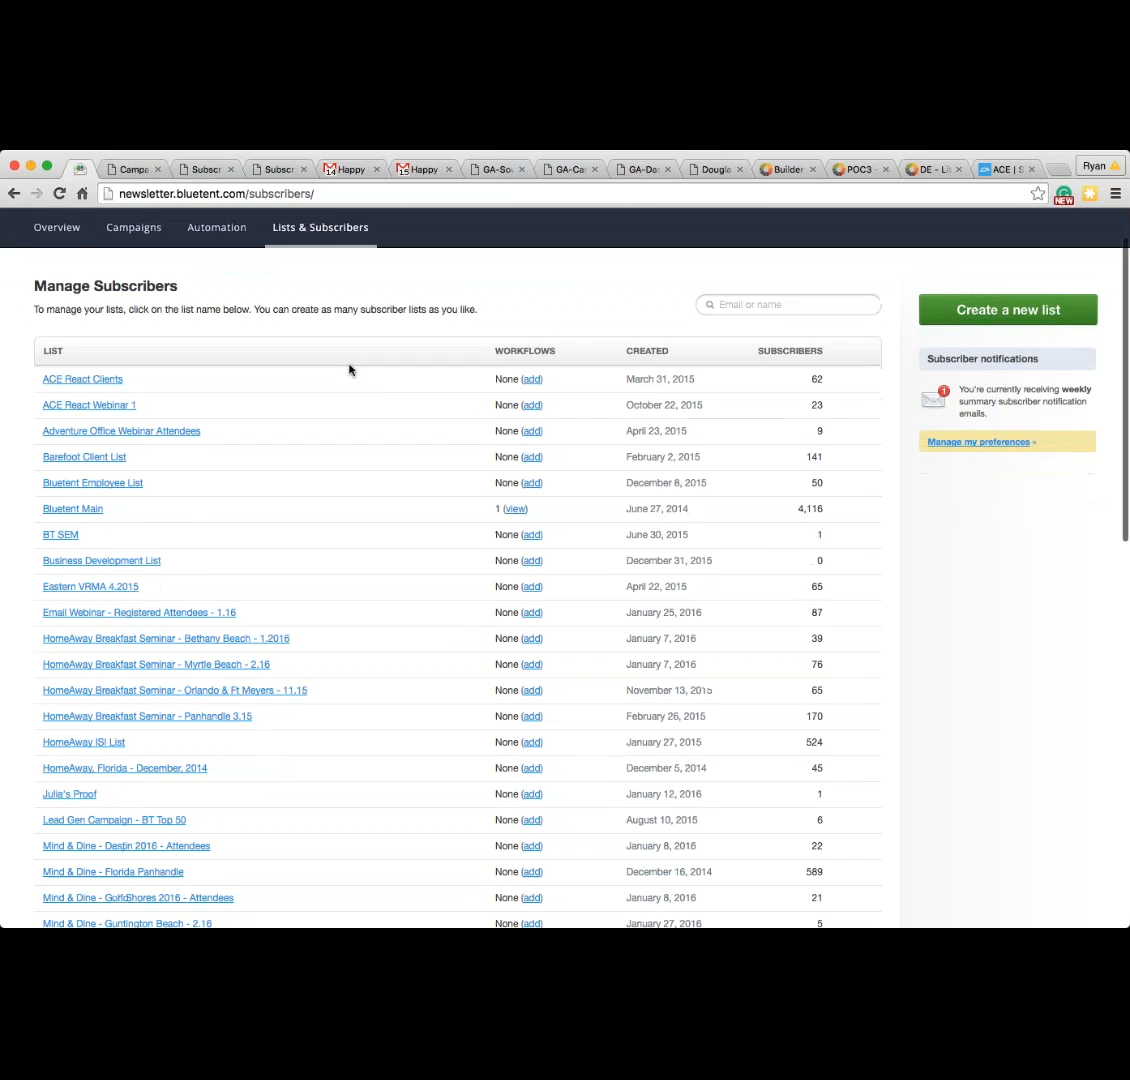 Campa
Subscr
Subscr
14 Happy
15 Happy
GA-So
GA-Ca
GA-Da
Dougla
Builder
POC3 -
DE - Li
ACE | S
Ryan
newsletter.bluetent.com/subscribers/
NEW
Overview Campaigns Automation Lists & Subscribers
Manage Subscribers
To manage your lists, click on the list name below. You can create as many subscriber lists as you like.
Email or name
Create a new list
LIST WORKFLOWS CREATED SUBSCRIBERS
ACE React Clients None (add) March 31, 2015 62
ACE React Webinar 1 None (add) October 22, 2015 23
Adventure Office Webinar Attendees None (add) April 23, 2015 9
Barefoot Client List None (add) February 2, 2015 141
Bluetent Employee List None (add) December 8, 2015 50
Bluetent Main 1 (view) June 27, 2014 4,116
BT SEM None (add) June 30, 2015 1
Business Development List None (add) December 31, 2015 0
Eastern VRMA 4.2015 None (add) April 22, 2015 65
Email Webinar - Registered Attendees - 1.16 None (add) January 25, 2016 87
HomeAway Breakfast Seminar - Bethany Beach - 1.2016 None (add) January 7, 2016 39
HomeAway Breakfast Seminar - Myrtle Beach - 2.16 None (add) January 7, 2016 76
HomeAway Breakfast Seminar - Orlando & Ft Meyers - 11.15 None (add) November 13, 2015 65
HomeAway Breakfast Seminar - Panhandle 3.15 None (add) February 26, 2015 170
HomeAway ISI List None (add) January 27, 2015 524
HomeAway, Florida - December, 2014 None (add) December 5, 2014 45
Julia's Proof None (add) January 12, 2016 1
Lead Gen Campaign - BT Top 50 None (add) August 10, 2015 6
Mind & Dine - Destin 2016 - Attendees None (add) January 8, 2016 22
Mind & Dine - Florida Panhandle None (add) December 16, 2014 589
Mind & Dine - Shores 2016 - Attendees None (add) January 8, 2016 21
Mind & Dine - Guntington Beach - 2.16 None (add) January 27, 2016 5
Subscriber notifications
1
You're currently receiving weekly
summary subscriber notification
emails.
Manage my preferences »